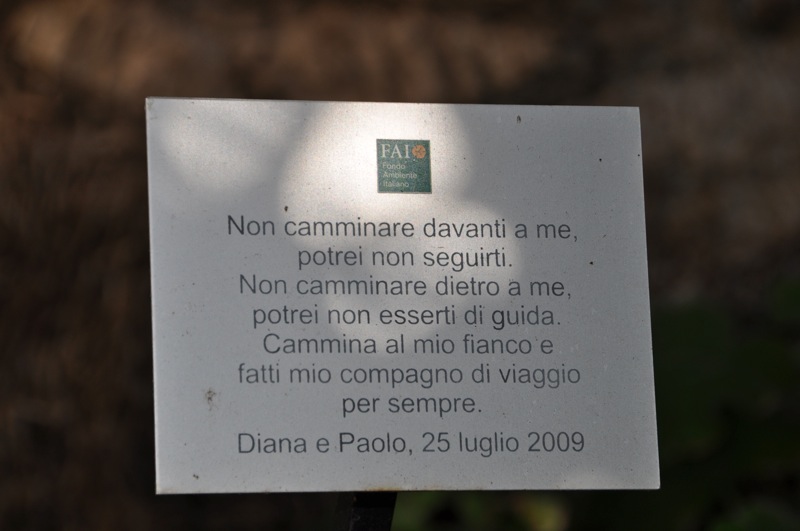 FAI
Fondo
Ambiente
Italiano
Non camminare davanti a me,
potrei non seguirti.
Non camminare dietro a me,
potrei non esserti di guida.
Cammina al mio fianco e
fatti mio compagno di viaggio
per sempre.
Diana e Paolo, 25 luglio 2009